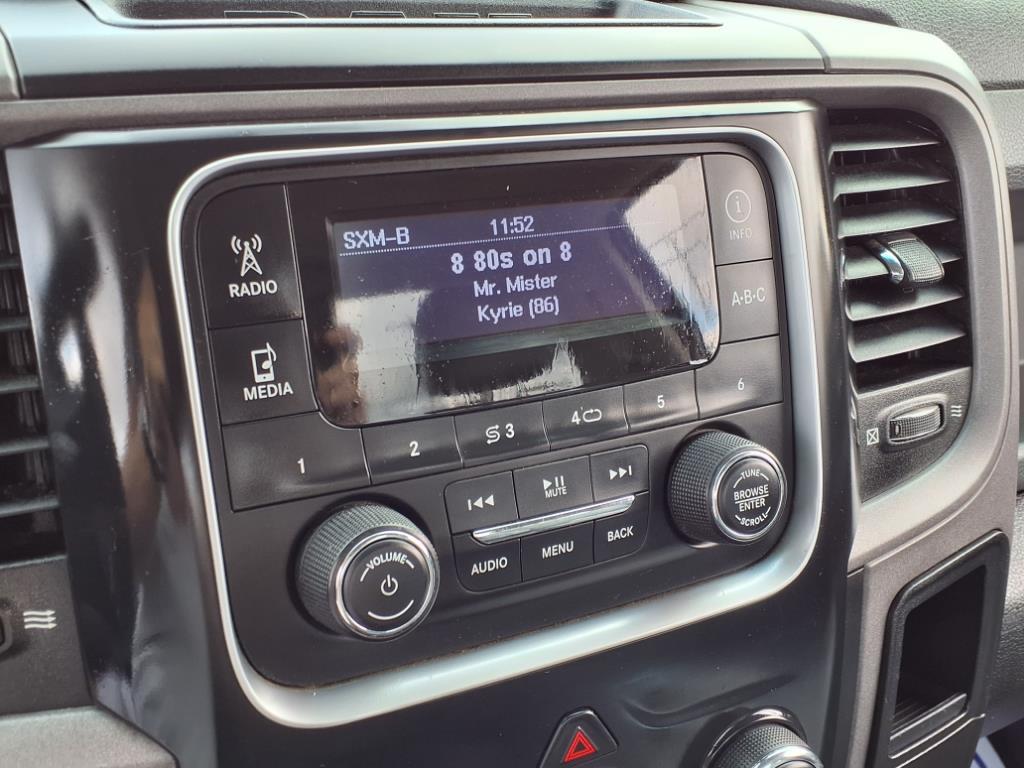 SXM-B 11:52
8 80s on 8
Mr. Mister
Kyrie (86)
RADIO
MEDIA
INFO
A·B·C
1
2
3
4
5
6
MUTE
AUDIO
MENU
BACK
VOLUME
TUNE
BROWSE
ENTER
SCROLL